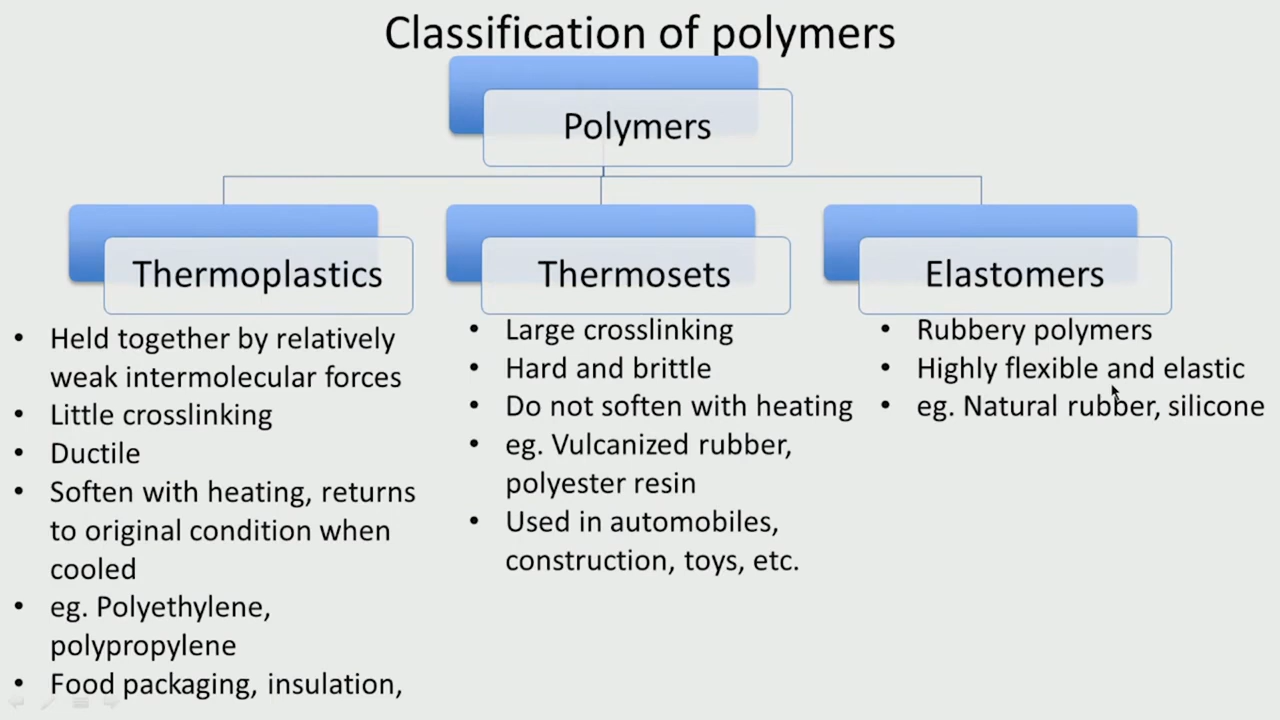 Classification of polymers
Polymers
Thermoplastics
Held together by relatively
weak intermolecular forces
Little crosslinking
Ductile
Soften with heating, returns
to original condition when
cooled
eg. Polyethylene,
polypropylene
Food packaging, insulation,
Thermosets
Large crosslinking
Hard and brittle
Do not soften with heating
eg. Vulcanized rubber,
polyester resin
Used in automobiles,
construction, toys, etc.
Elastomers
Rubbery polymers
Highly flexible and elastic
eg. Natural rubber, silicone